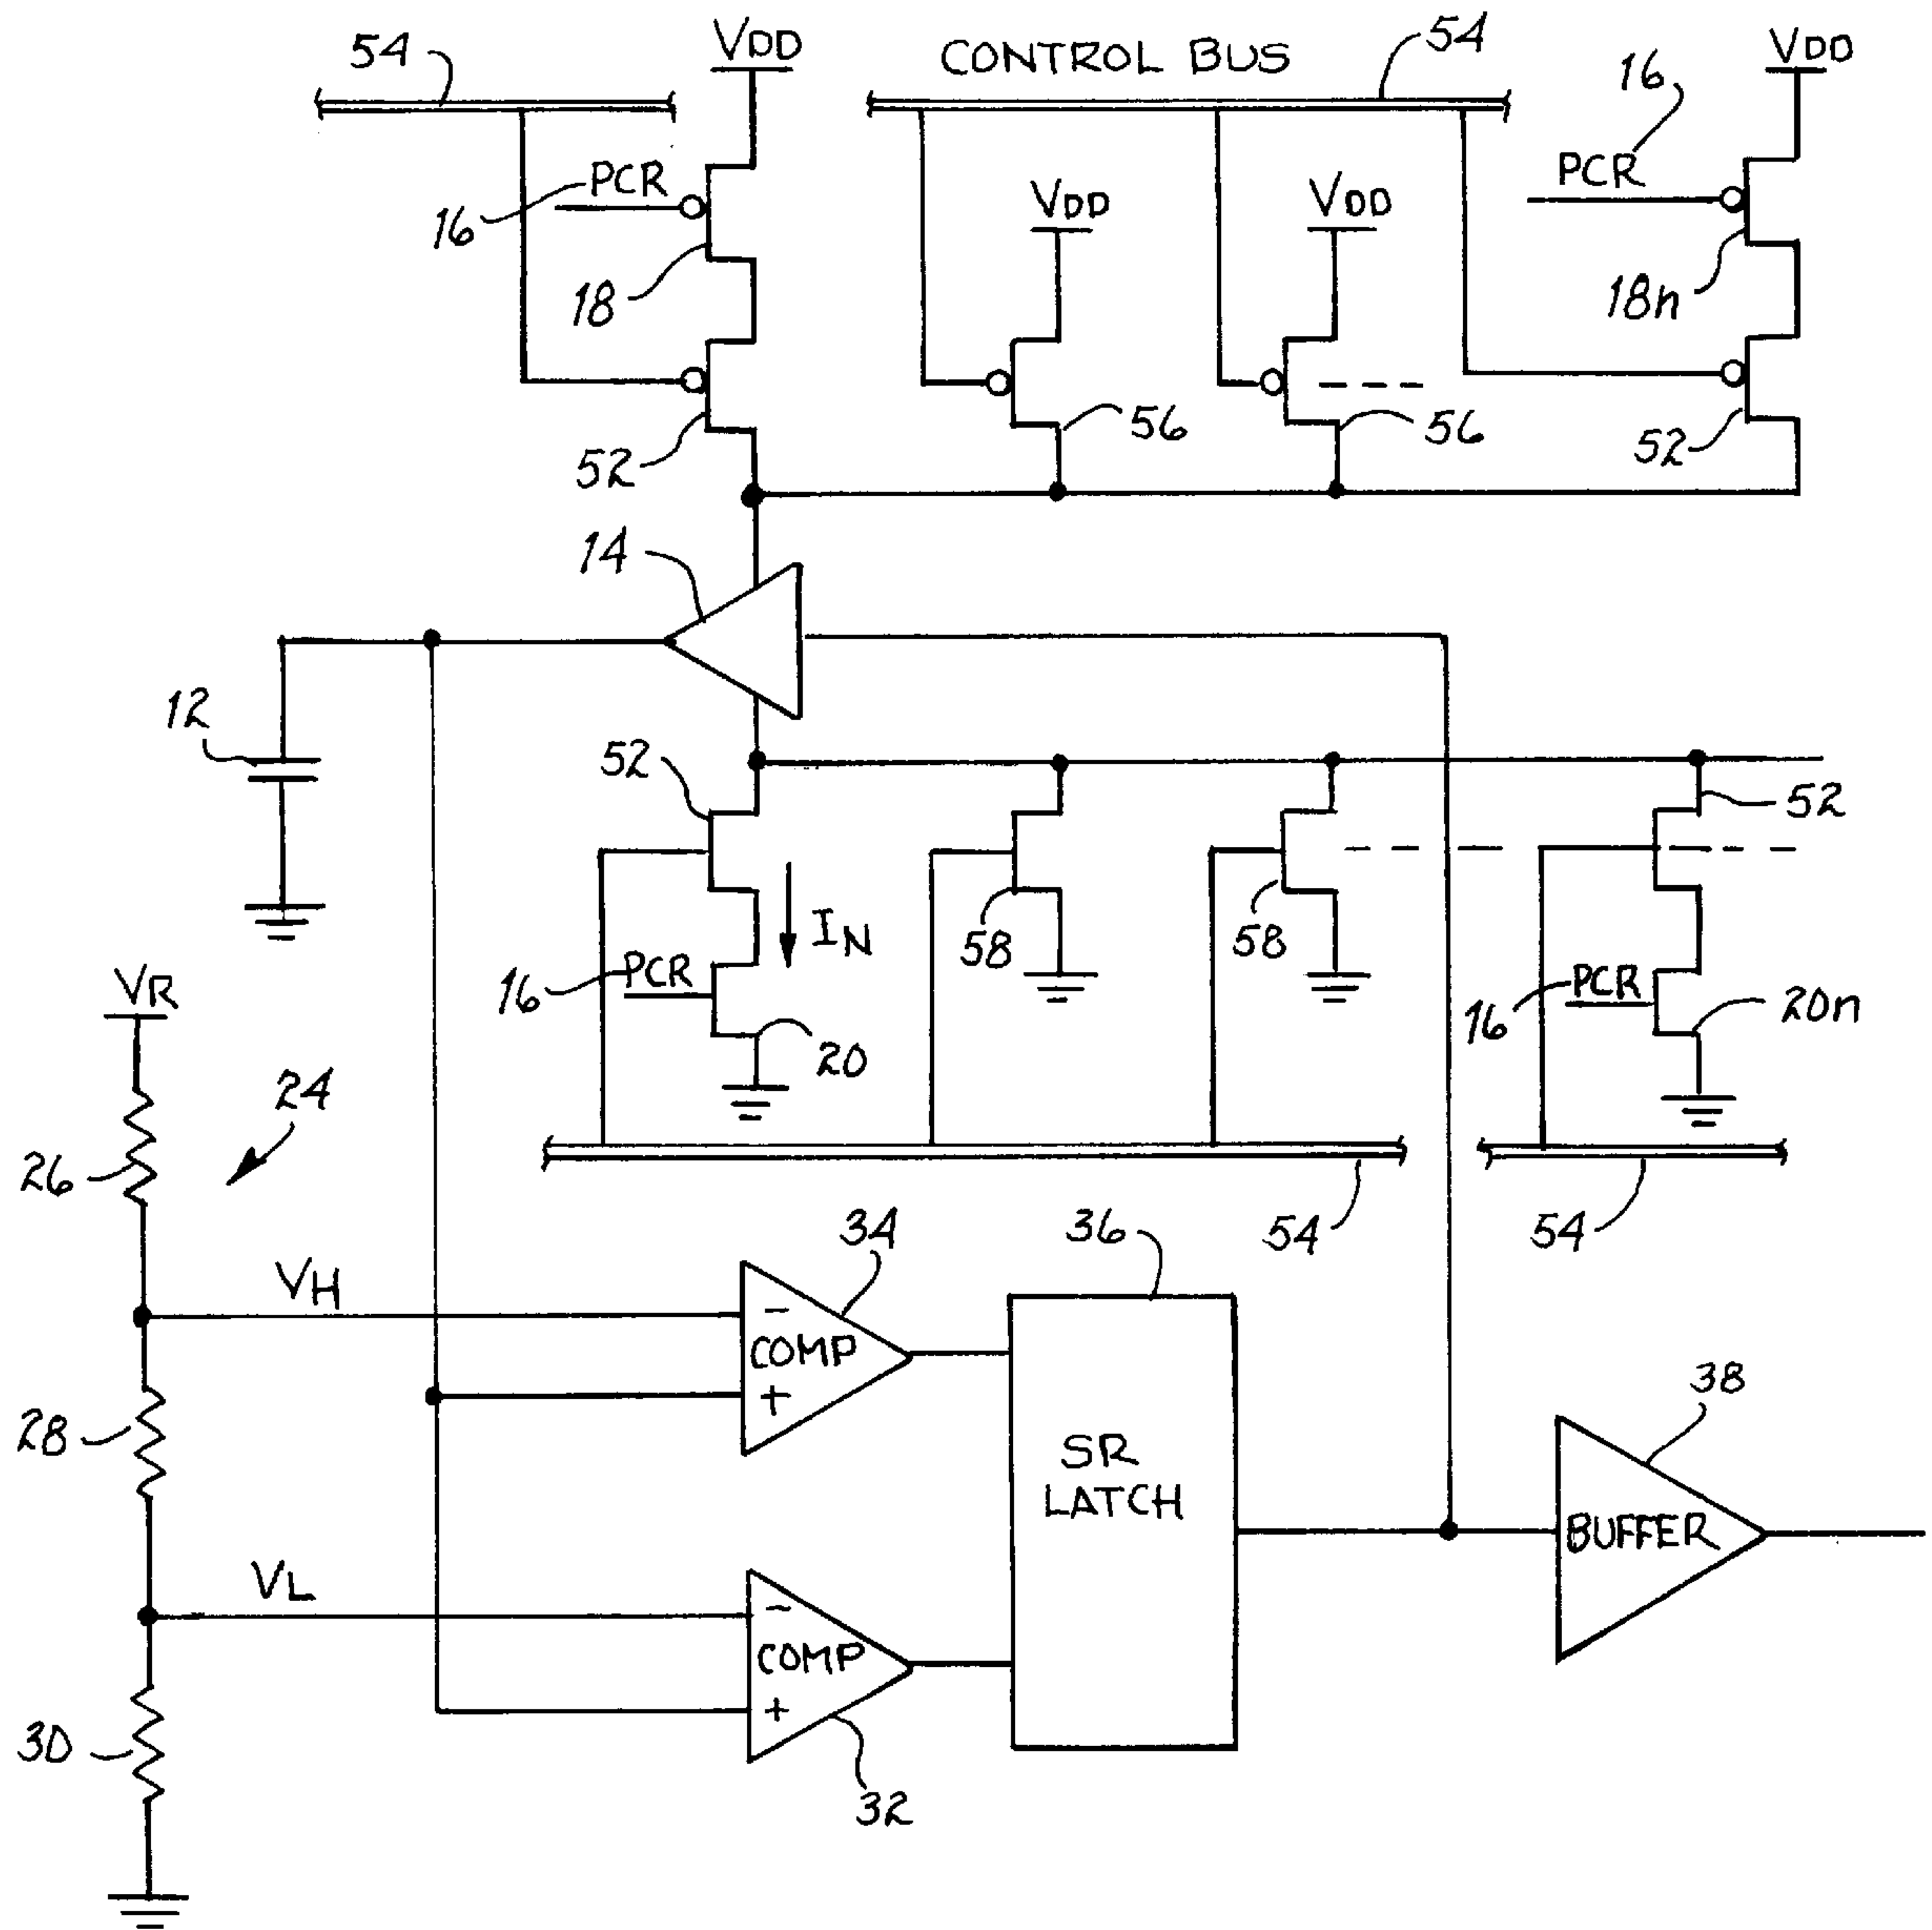 54
VDD
CONTROL BUS
54
16
VDD
PCR
PCR
16
VDD
VDD
18
18n
52
56
56
52
14
12
52
52
IN
58
58
16
PCR
16
PCR
20n
VR
20
24
26
54
54
34
36
VH
-
COMP
+
38
28
SR
LATCH
BUFFER
VL
-
COMP
+
30
32